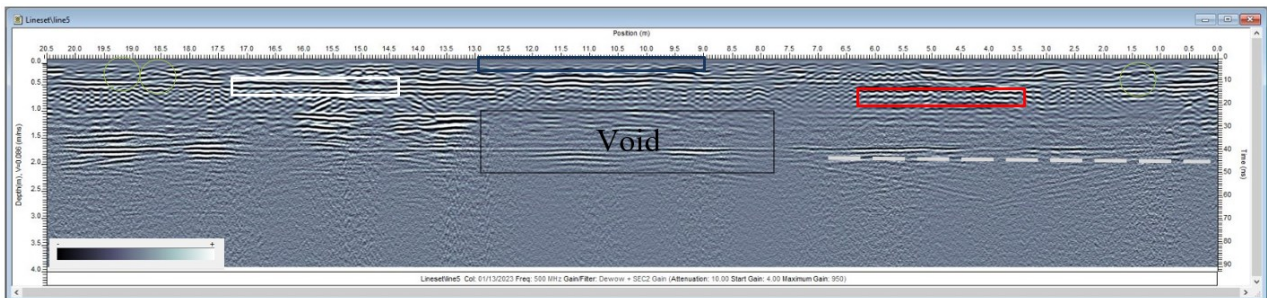 Lineset\line5
Position (m)
20.5 20.0 19.5 19.0 18.5 18.0 17.5 17.0 16.5 16.0 15.5 15.0 14.5 14.0 13.5 13.0 12.5 12.0 11.5 11.0 10.5 10.0 9.5 9.0 8.5 8.0 7.5 7.0 6.5 6.0 5.5 5.0 4.5 4.0 3.5 3.0 2.5 2.0 1.5 1.0 0.5 0.0
Depth(m), V=0.086 (m/ns)
0.0
0.5
1.0
1.5
2.0
2.5
3.0
3.5
4.0
Void
0
10
20
30
40
50
60
70
80
90
Time (ns)
- +
Lineset\line5 Col: 01/13/2023 Freq: 500 MHz Gain/Filter: Dewow + SEC2 Gain (Attenuation: 10.00 Start Gain: 4.00 Maximum Gain: 950)